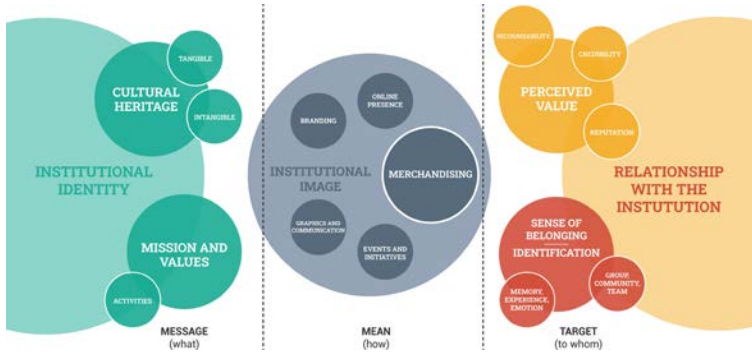 TANGIBLE
CULTURAL
HERITAGE
INTANGIBLE
INSTITUTIONAL
IDENTITY
MISSION AND
VALUES
ACTIVITIES
MESSAGE
(what)
ONLINE
PRESENCE
BRANDING
INSTITUTIONAL
IMAGE
MERCHANDISING
GRAPHICS AND
COMMUNICATION
EVENTS AND
INITIATIVES
MEAN
(how)
CREDIBILITY
PERCEIVED
VALUE
REPUTATION
RELATIONSHIP
WITH THE
INSTUTUTION
SENSE OF
BELONGING
IDENTIFICATION
GROUP,
COMMUNITY,
TEAM
MEMORY,
EXPERIENCE,
EMOTION
TARGET
(to whom)